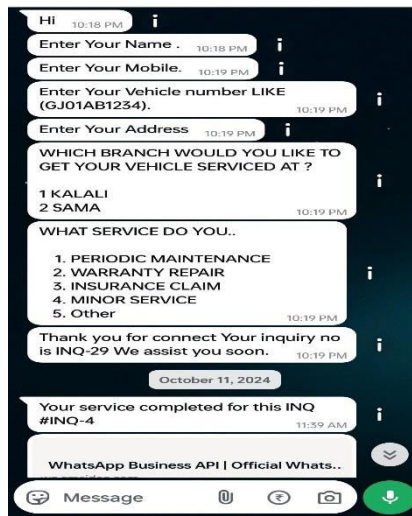 Hi 10:18 PM
Enter Your Name . 10:18 PM
Enter Your Mobile. 10:19 PM
Enter Your Vehicle number LIKE
(GJ01AB1234). 10:19 PM
Enter Your Address 10:19 PM
WHICH BRANCH WOULD YOU LIKE TO
GET YOUR VEHICLE SERVICED AT ?
1 KALALI
2 SAMA 10:19 PM
WHAT SERVICE DO YOU..
1. PERIODIC MAINTENANCE
2. WARRANTY REPAIR
3. INSURANCE CLAIM
4. MINOR SERVICE
5. Other 10:19 PM
Thank you for connect Your inquiry no
is INQ-29 We assist you soon. 10:19 PM
October 11, 2024
Your service completed for this INQ
#INQ-4 11:39 AM
WhatsApp Business API | Official Whats..
Message